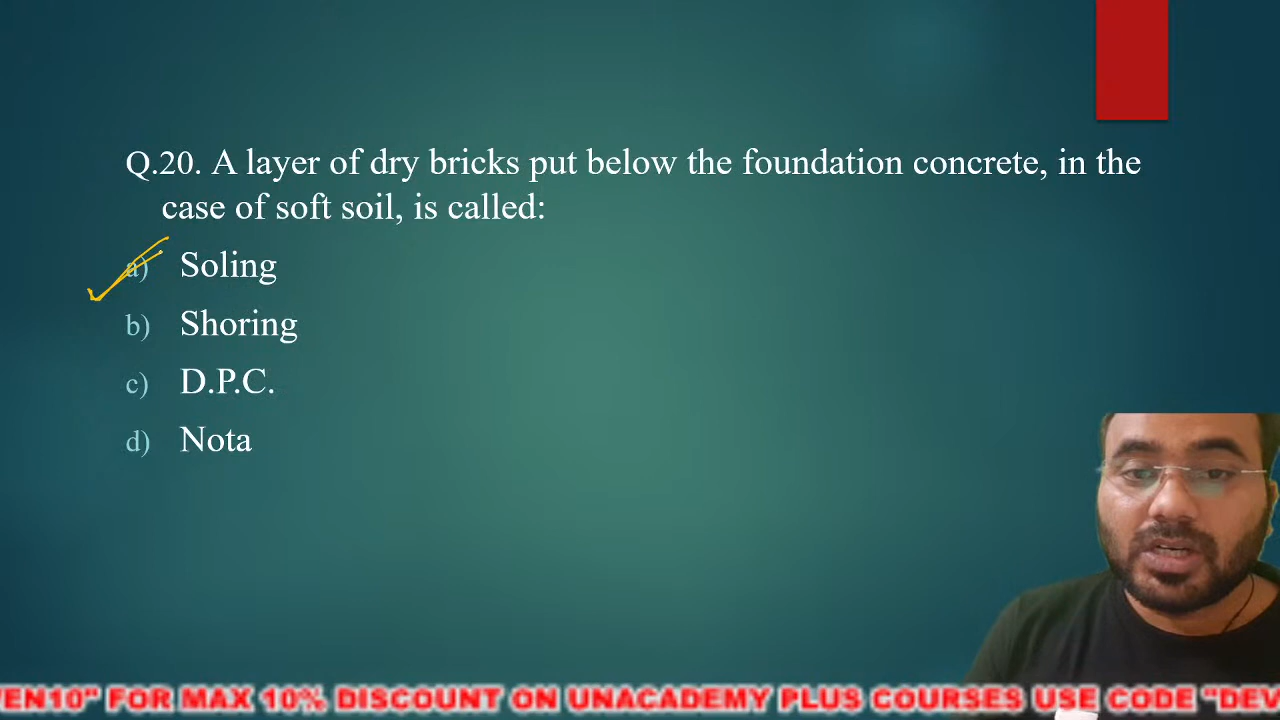 Q.20. A layer of dry bricks put below the foundation concrete, in the
case of soft soil, is called:
a) Soling
b) Shoring
c) D.P.C.
d) Nota
EN10" FOR MAX 10% DISCOUNT ON UNACADEMY PLUS COURSES USE CODE "DEV